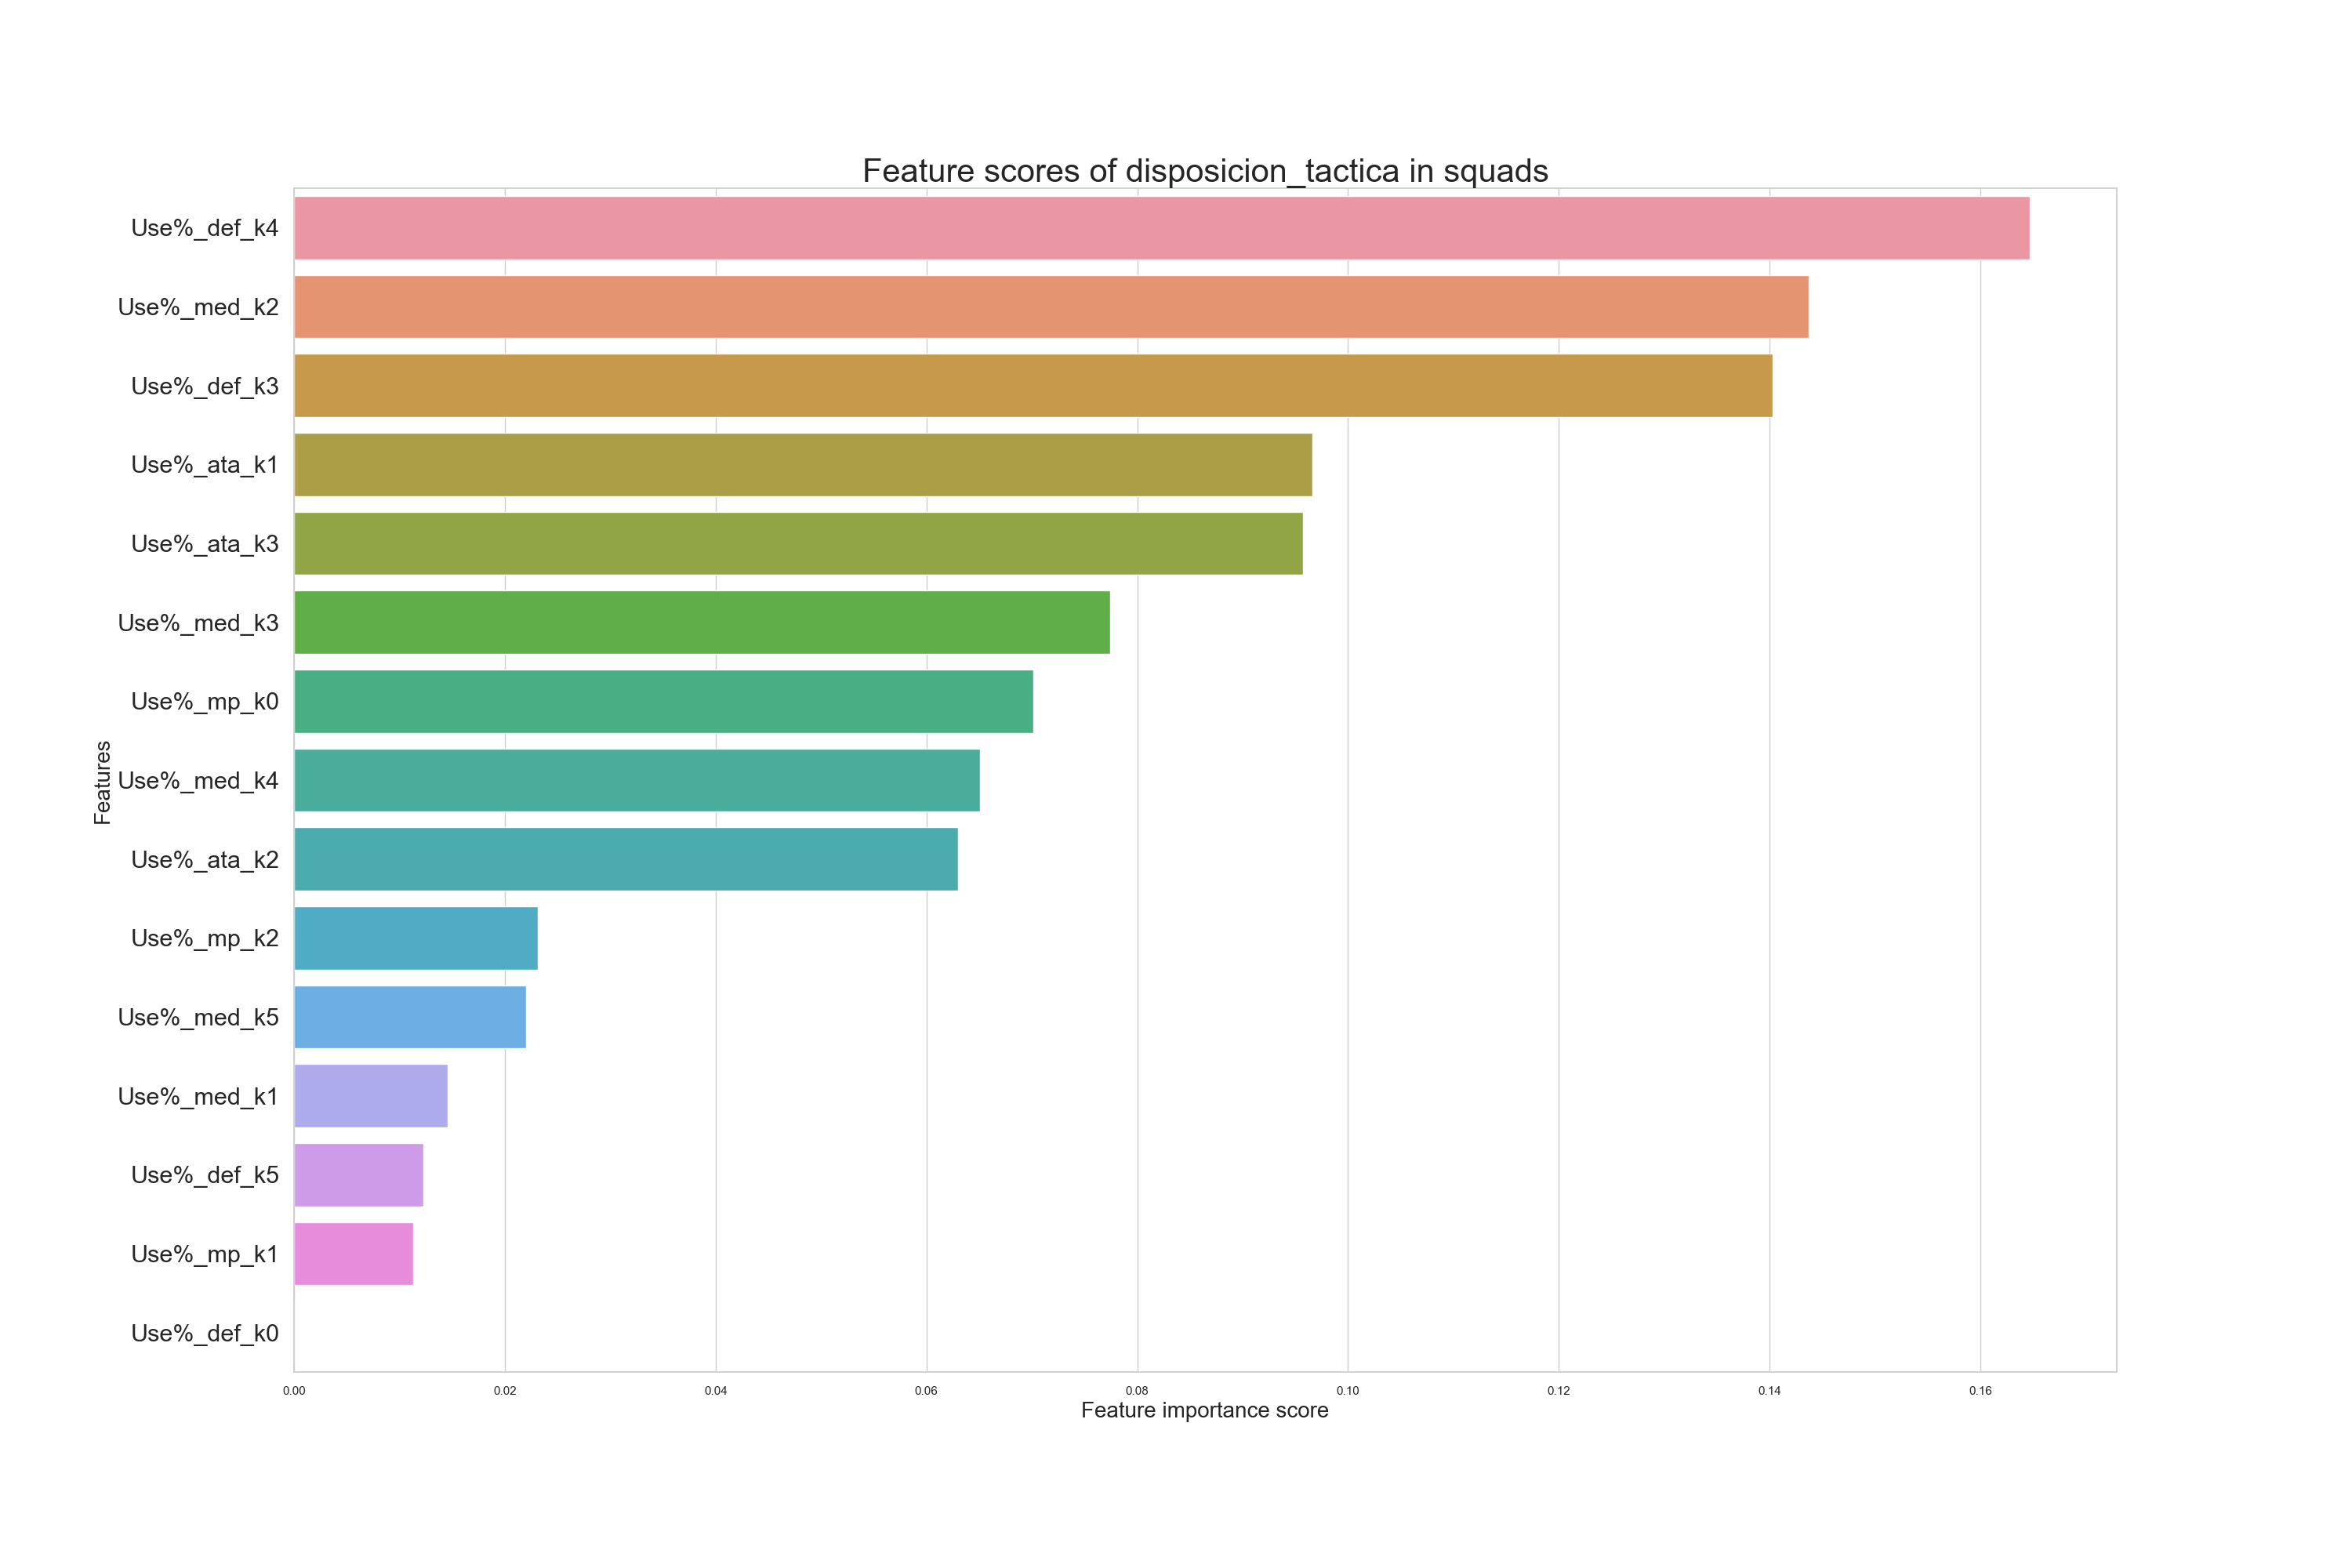 Feature scores of disposicion_tactica in squads
Features
Use%_def_k4
Use%_med_k2
Use%_def_k3
Use%_ata_k1
Use%_ata_k3
Use%_med_k3
Use%_mp_k0
Use%_med_k4
Use%_ata_k2
Use%_mp_k2
Use%_med_k5
Use%_med_k1
Use%_def_k5
Use%_mp_k1
Use%_def_k0
0.00 0.02 0.04 0.06 0.08 0.10 0.12 0.14 0.16
Feature importance score